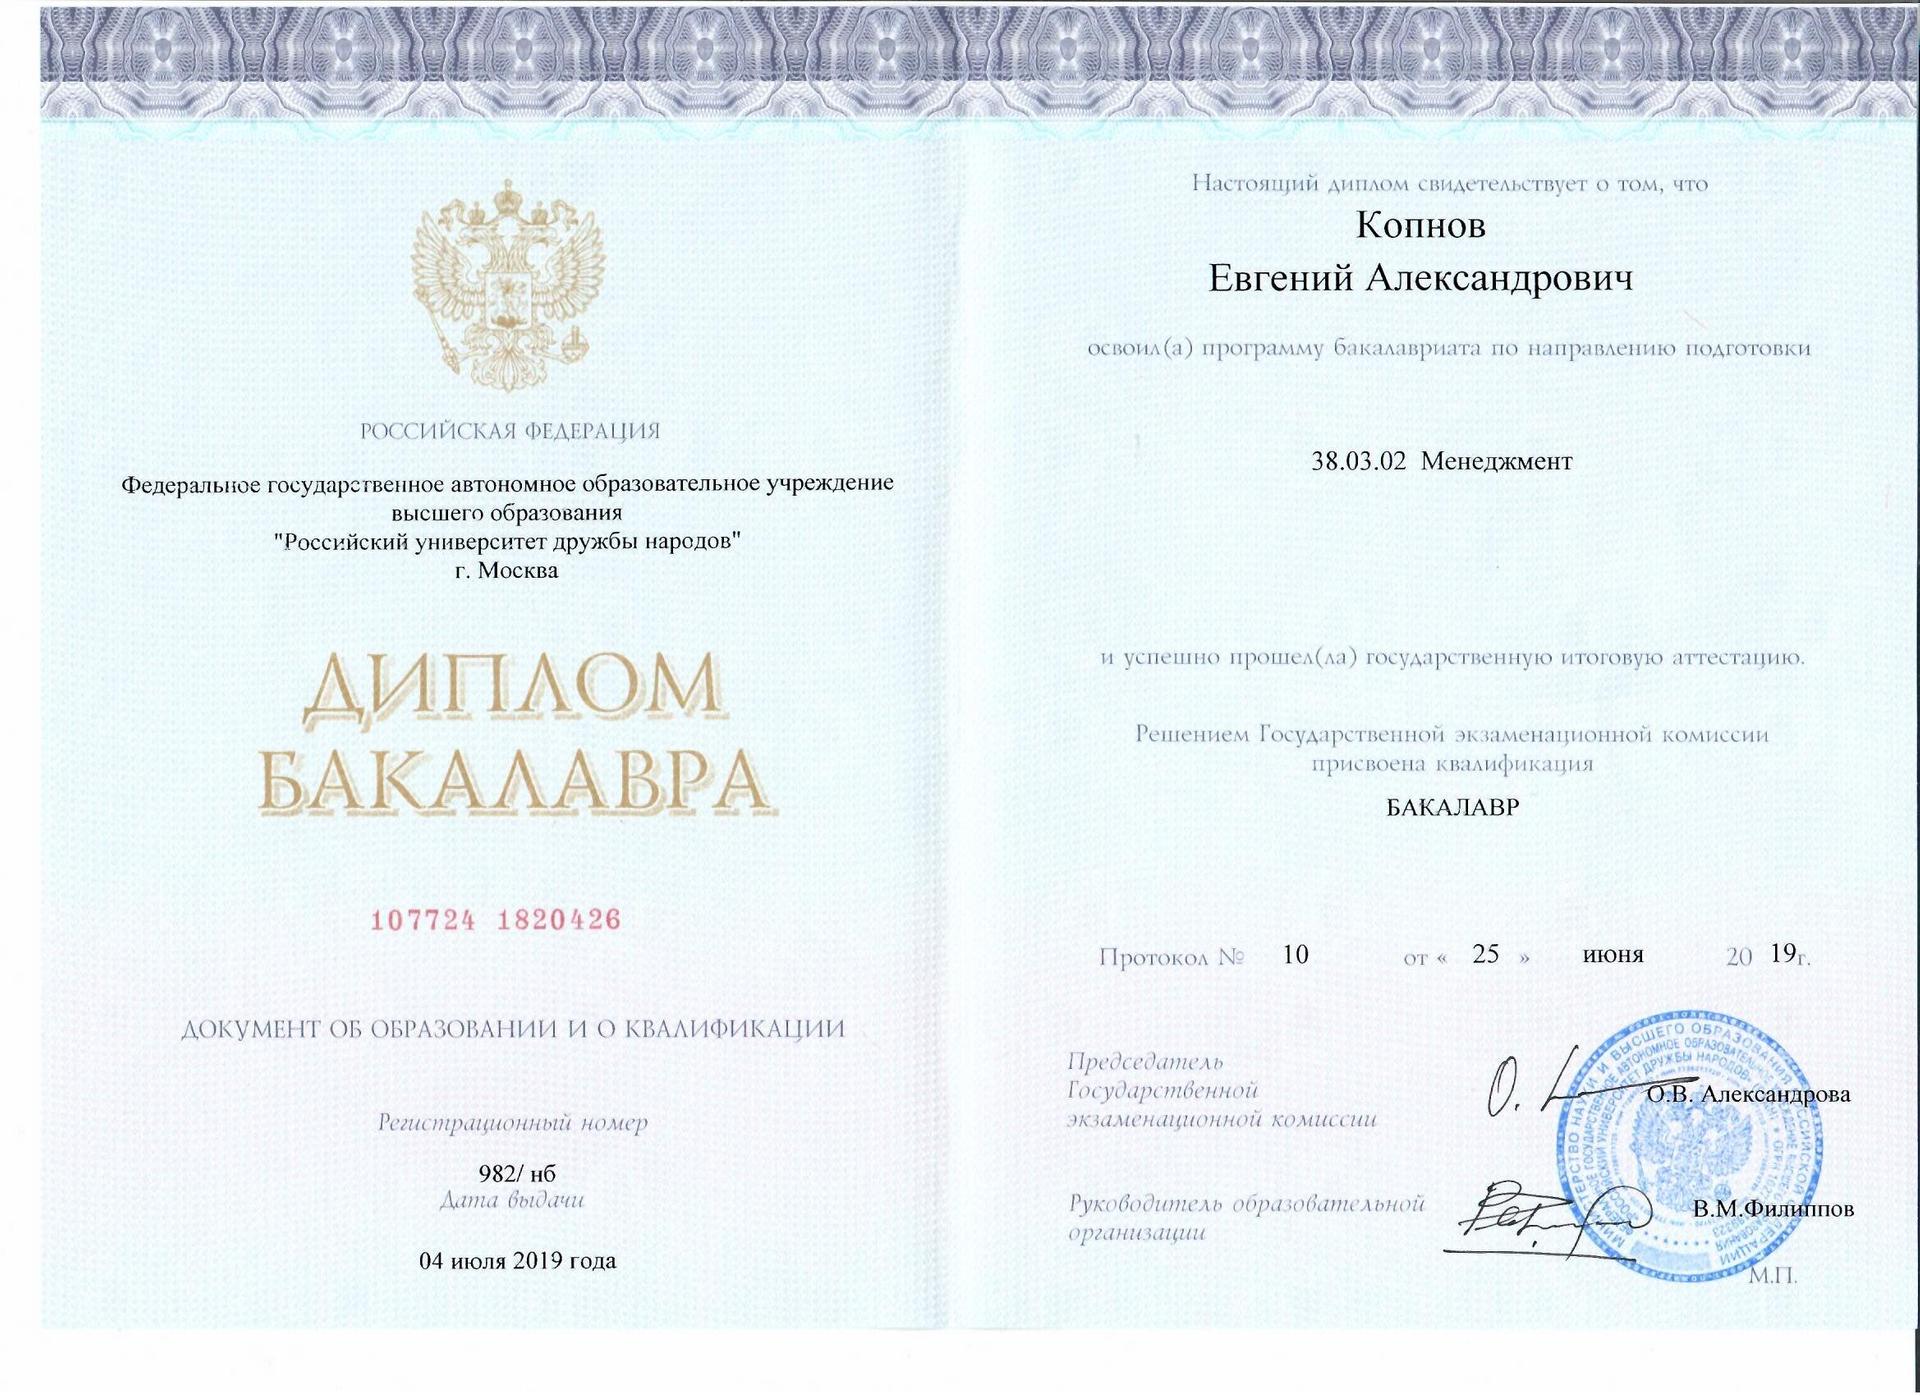 РОССИЙСКАЯ ФЕДЕРАЦИЯ
Федеральное государственное автономное образовательное учреждение
высшего образования
"Российский университет дружбы народов"
г. Москва
ДИПЛОМ
БАКАЛАВРА
107724 1820426
ДОКУМЕНТ ОБ ОБРАЗОВАНИИ И О КВАЛИФИКАЦИИ
Регистрационный номер
982/ нб
Дата выдачи
04 июля 2019 года
Настоящий диплом свидетельствует о том, что
Копнов
Евгений Александрович
освоил(а) программу бакалавриата по направлению подготовки
38.03.02 Менеджмент
и успешно прошел(ла) государственную итоговую аттестацию.
Решением Государственной экзаменационной комиссии
присвоена квалификация
БАКАЛАВР
Протокол № 10 от « 25 » июня 20 19г.
Председатель
Государственной
экзаменационной комиссии
О.В. Александрова
Руководитель образовательной
организации
В.М.Филиппов
М.П.